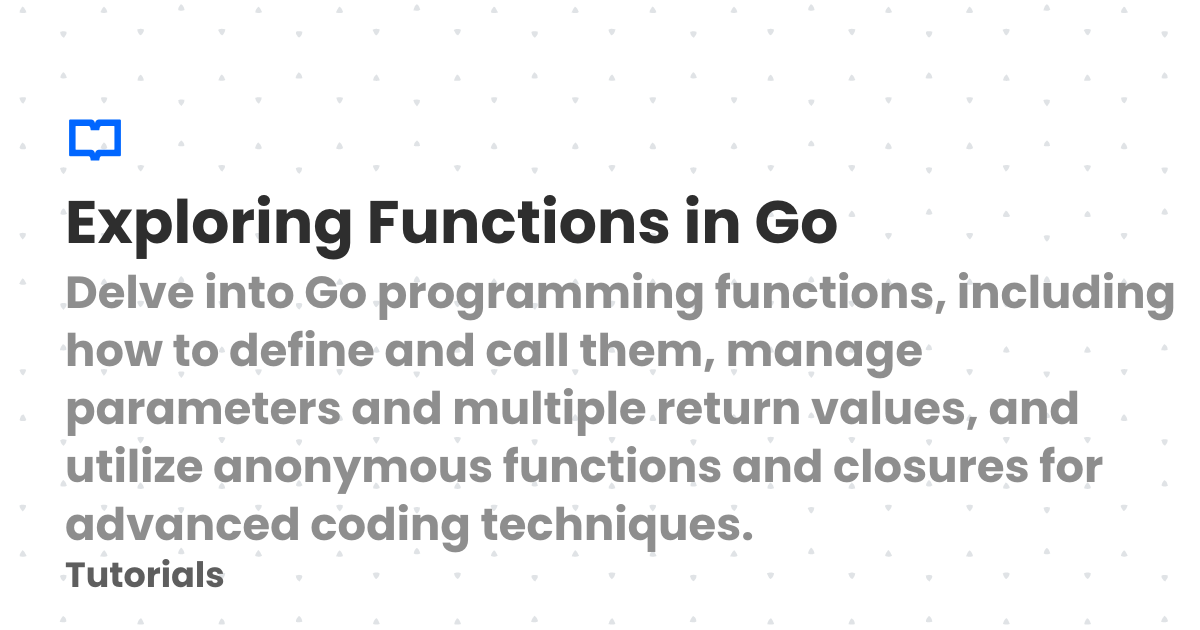 Exploring Functions in Go
Delve into Go programming functions, including
how to define and call them, manage
parameters and multiple return values, and
utilize anonymous functions and closures for
advanced coding techniques.
Tutorials